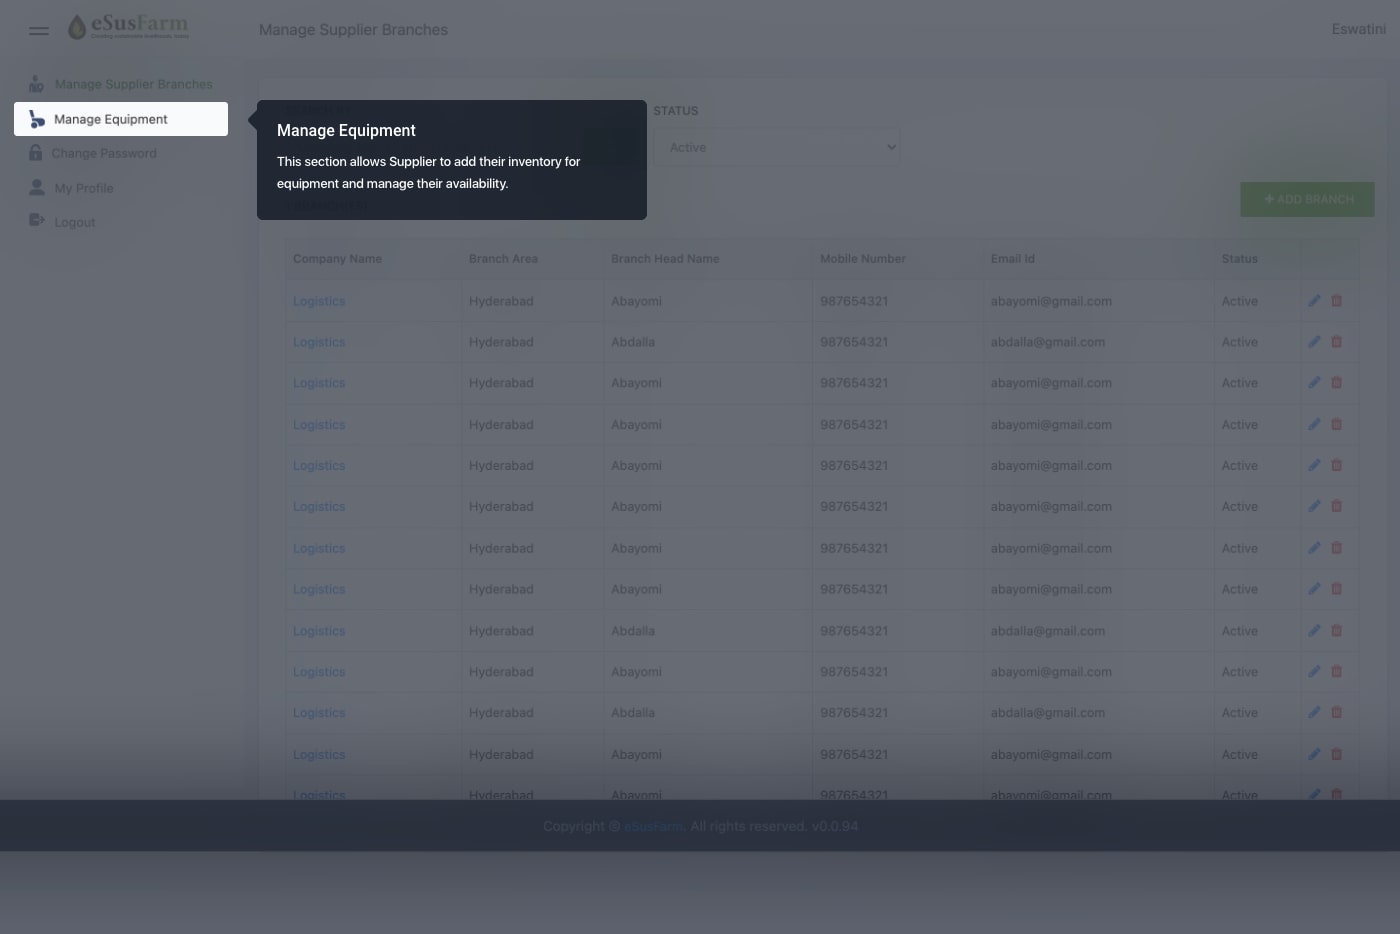 eSusFarm
Manage Supplier Branches
Eswatini
Manage Supplier Branches
Manage Equipment
Change Password
My Profile
Logout
Manage Equipment
This section allows Supplier to add their inventory for
equipment and manage their availability.
STATUS
Active
+ ADD BRANCH
Company Name Branch Area Branch Head Name Mobile Number Email Id Status
Logistics Hyderabad Abayomi 987654321 abayomi@gmail.com Active
Logistics Hyderabad Abdalla 987654321 abdalla@gmail.com Active
Logistics Hyderabad Abayomi 987654321 abayomi@gmail.com Active
Logistics Hyderabad Abayomi 987654321 abayomi@gmail.com Active
Logistics Hyderabad Abayomi 987654321 abayomi@gmail.com Active
Logistics Hyderabad Abayomi 987654321 abayomi@gmail.com Active
Logistics Hyderabad Abayomi 987654321 abayomi@gmail.com Active
Logistics Hyderabad Abayomi 987654321 abayomi@gmail.com Active
Logistics Hyderabad Abdalla 987654321 abdalla@gmail.com Active
Logistics Hyderabad Abayomi 987654321 abayomi@gmail.com Active
Logistics Hyderabad Abdalla 987654321 abdalla@gmail.com Active
Logistics Hyderabad Abayomi 987654321 abayomi@gmail.com Active
Logistics Hyderabad Abayomi 987654321 abayomi@gmail.com Active
Copyright © eSusFarm. All rights reserved. v0.0.94